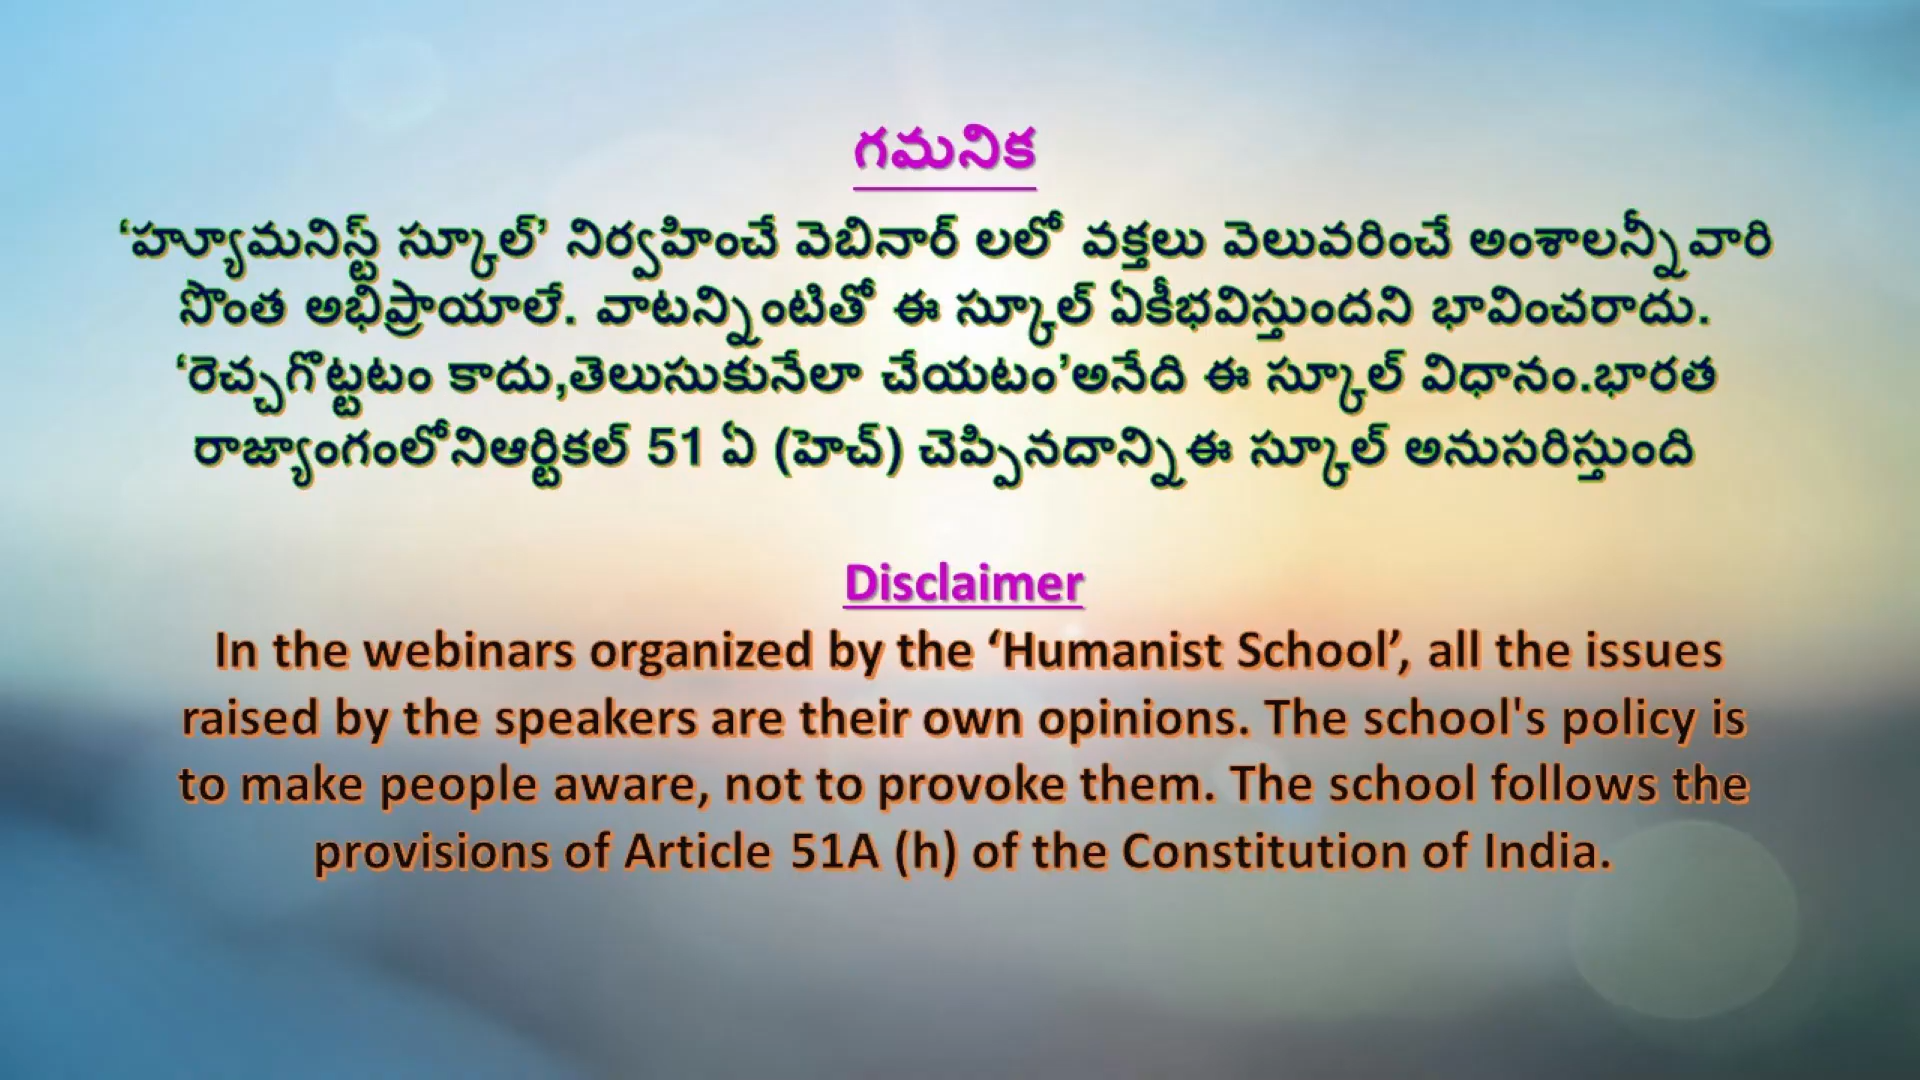 గమనిక
‘హ్యూమనిస్ట్ స్కూల్’ నిర్వహించే వెబినార్ లలో వక్తలు వెలువరించే అంశాలన్నీ వారి
సొంత అభిప్రాయాలే. వాటన్నింటితో ఈ స్కూల్ ఏకీభవిస్తుందని భావించరాదు.
‘రెచ్చగొట్టటం కాదు,తెలుసుకునేలా చేయటం’అనేది ఈ స్కూల్ విధానం.భారత
రాజ్యాంగంలోనిఆర్టికల్ 51 ఏ (హెచ్) చెప్పినదాన్ని ఈ స్కూల్ అనుసరిస్తుంది
Disclaimer
In the webinars organized by the ‘Humanist School’, all the issues
raised by the speakers are their own opinions. The school's policy is
to make people aware, not to provoke them. The school follows the
provisions of Article 51A (h) of the Constitution of India.